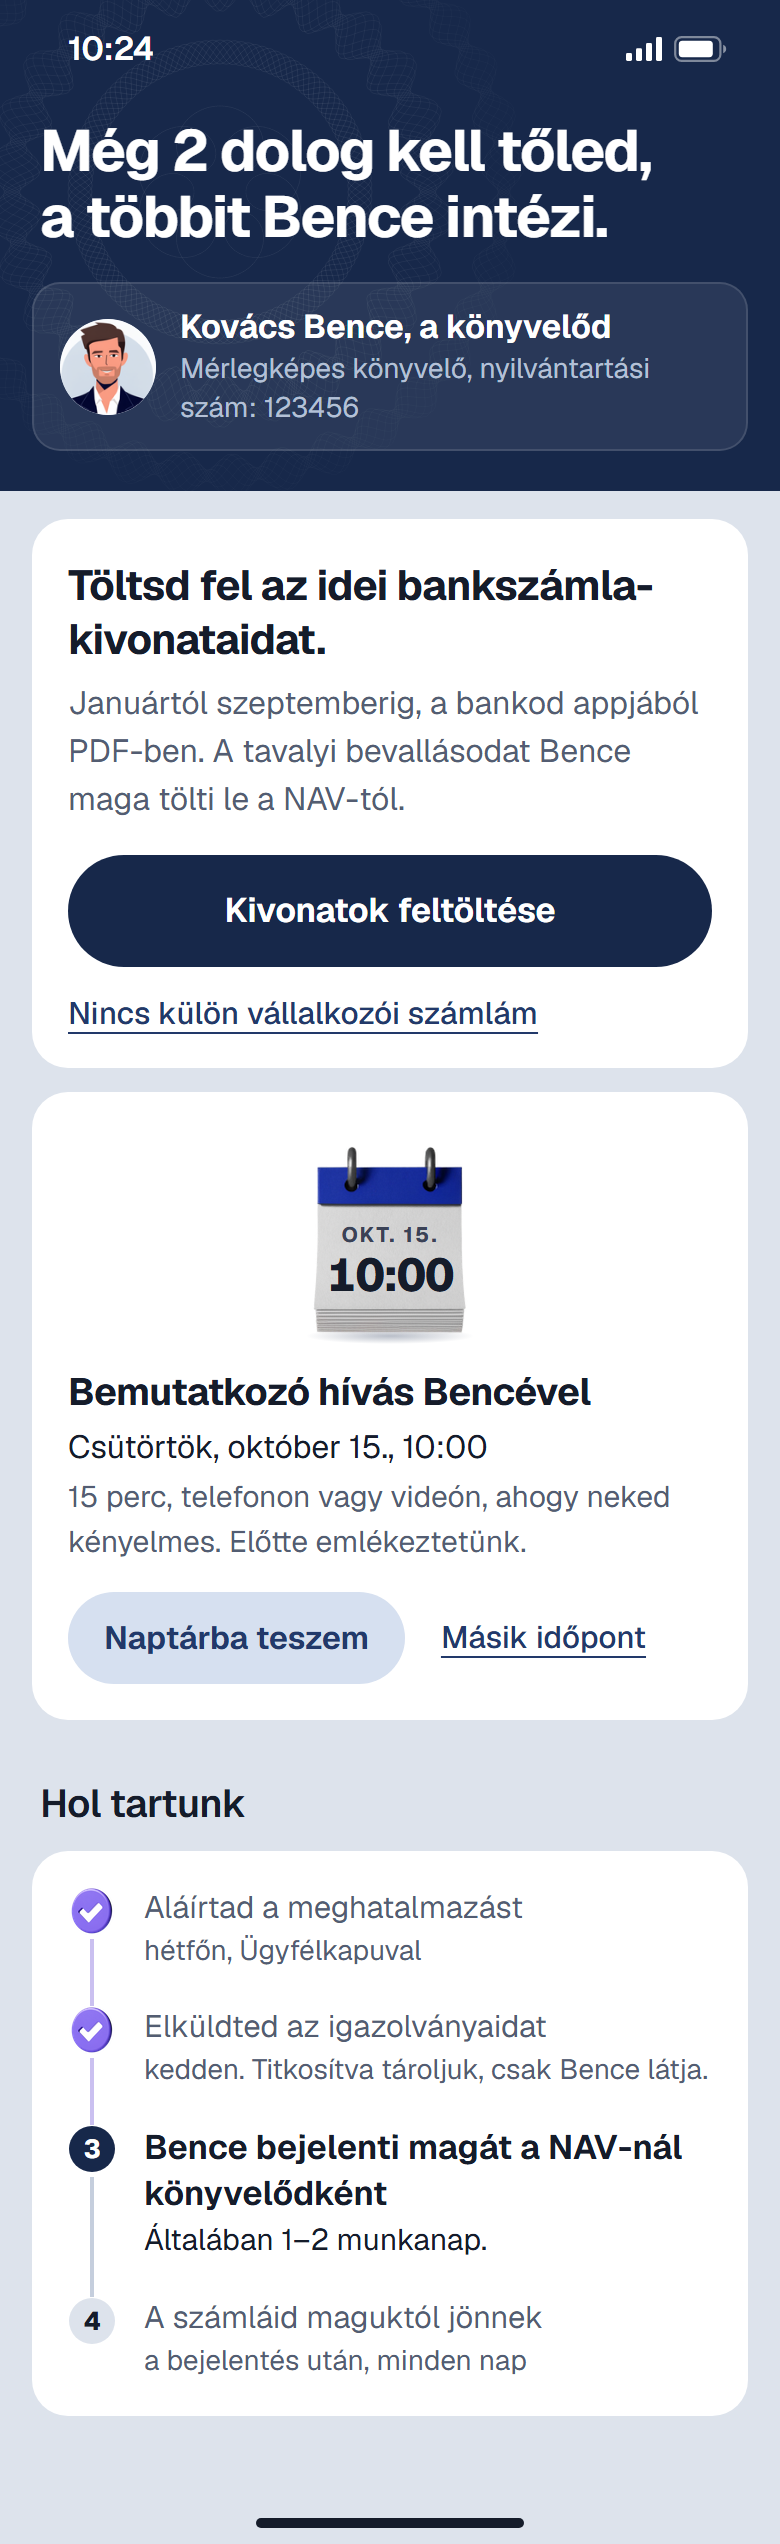 10:24
Még 2 dolog kell tőled,
a többit Bence intézi.
Kovács Bence, a könyvelőd
Mérlegképes könyvelő, nyilvántartási
szám: 123456
Töltsd fel az idei bankszámla-
kivonataidat.
Januártól szeptemberig, a bankod appjából
PDF-ben. A tavalyi bevallásodat Bence
maga tölti le a NAV-tól.
Kivonatok feltöltése
Nincs külön vállalkozói számlám
OKT. 15.
10:00
Bemutatkozó hívás Bencével
Csütörtök, október 15., 10:00
15 perc, telefonon vagy videón, ahogy neked
kényelmes. Előtte emlékeztetünk.
Naptárba teszem
Másik időpont
Hol tartunk
Aláírtad a meghatalmazást
hétfőn, Ügyfélkapuval
Elküldted az igazolványaidat
kedden. Titkosítva tároljuk, csak Bence látja.
3
Bence bejelenti magát a NAV-nál
könyvelődként
Általában 1–2 munkanap.
4
A számláid maguktól jönnek
a bejelentés után, minden nap